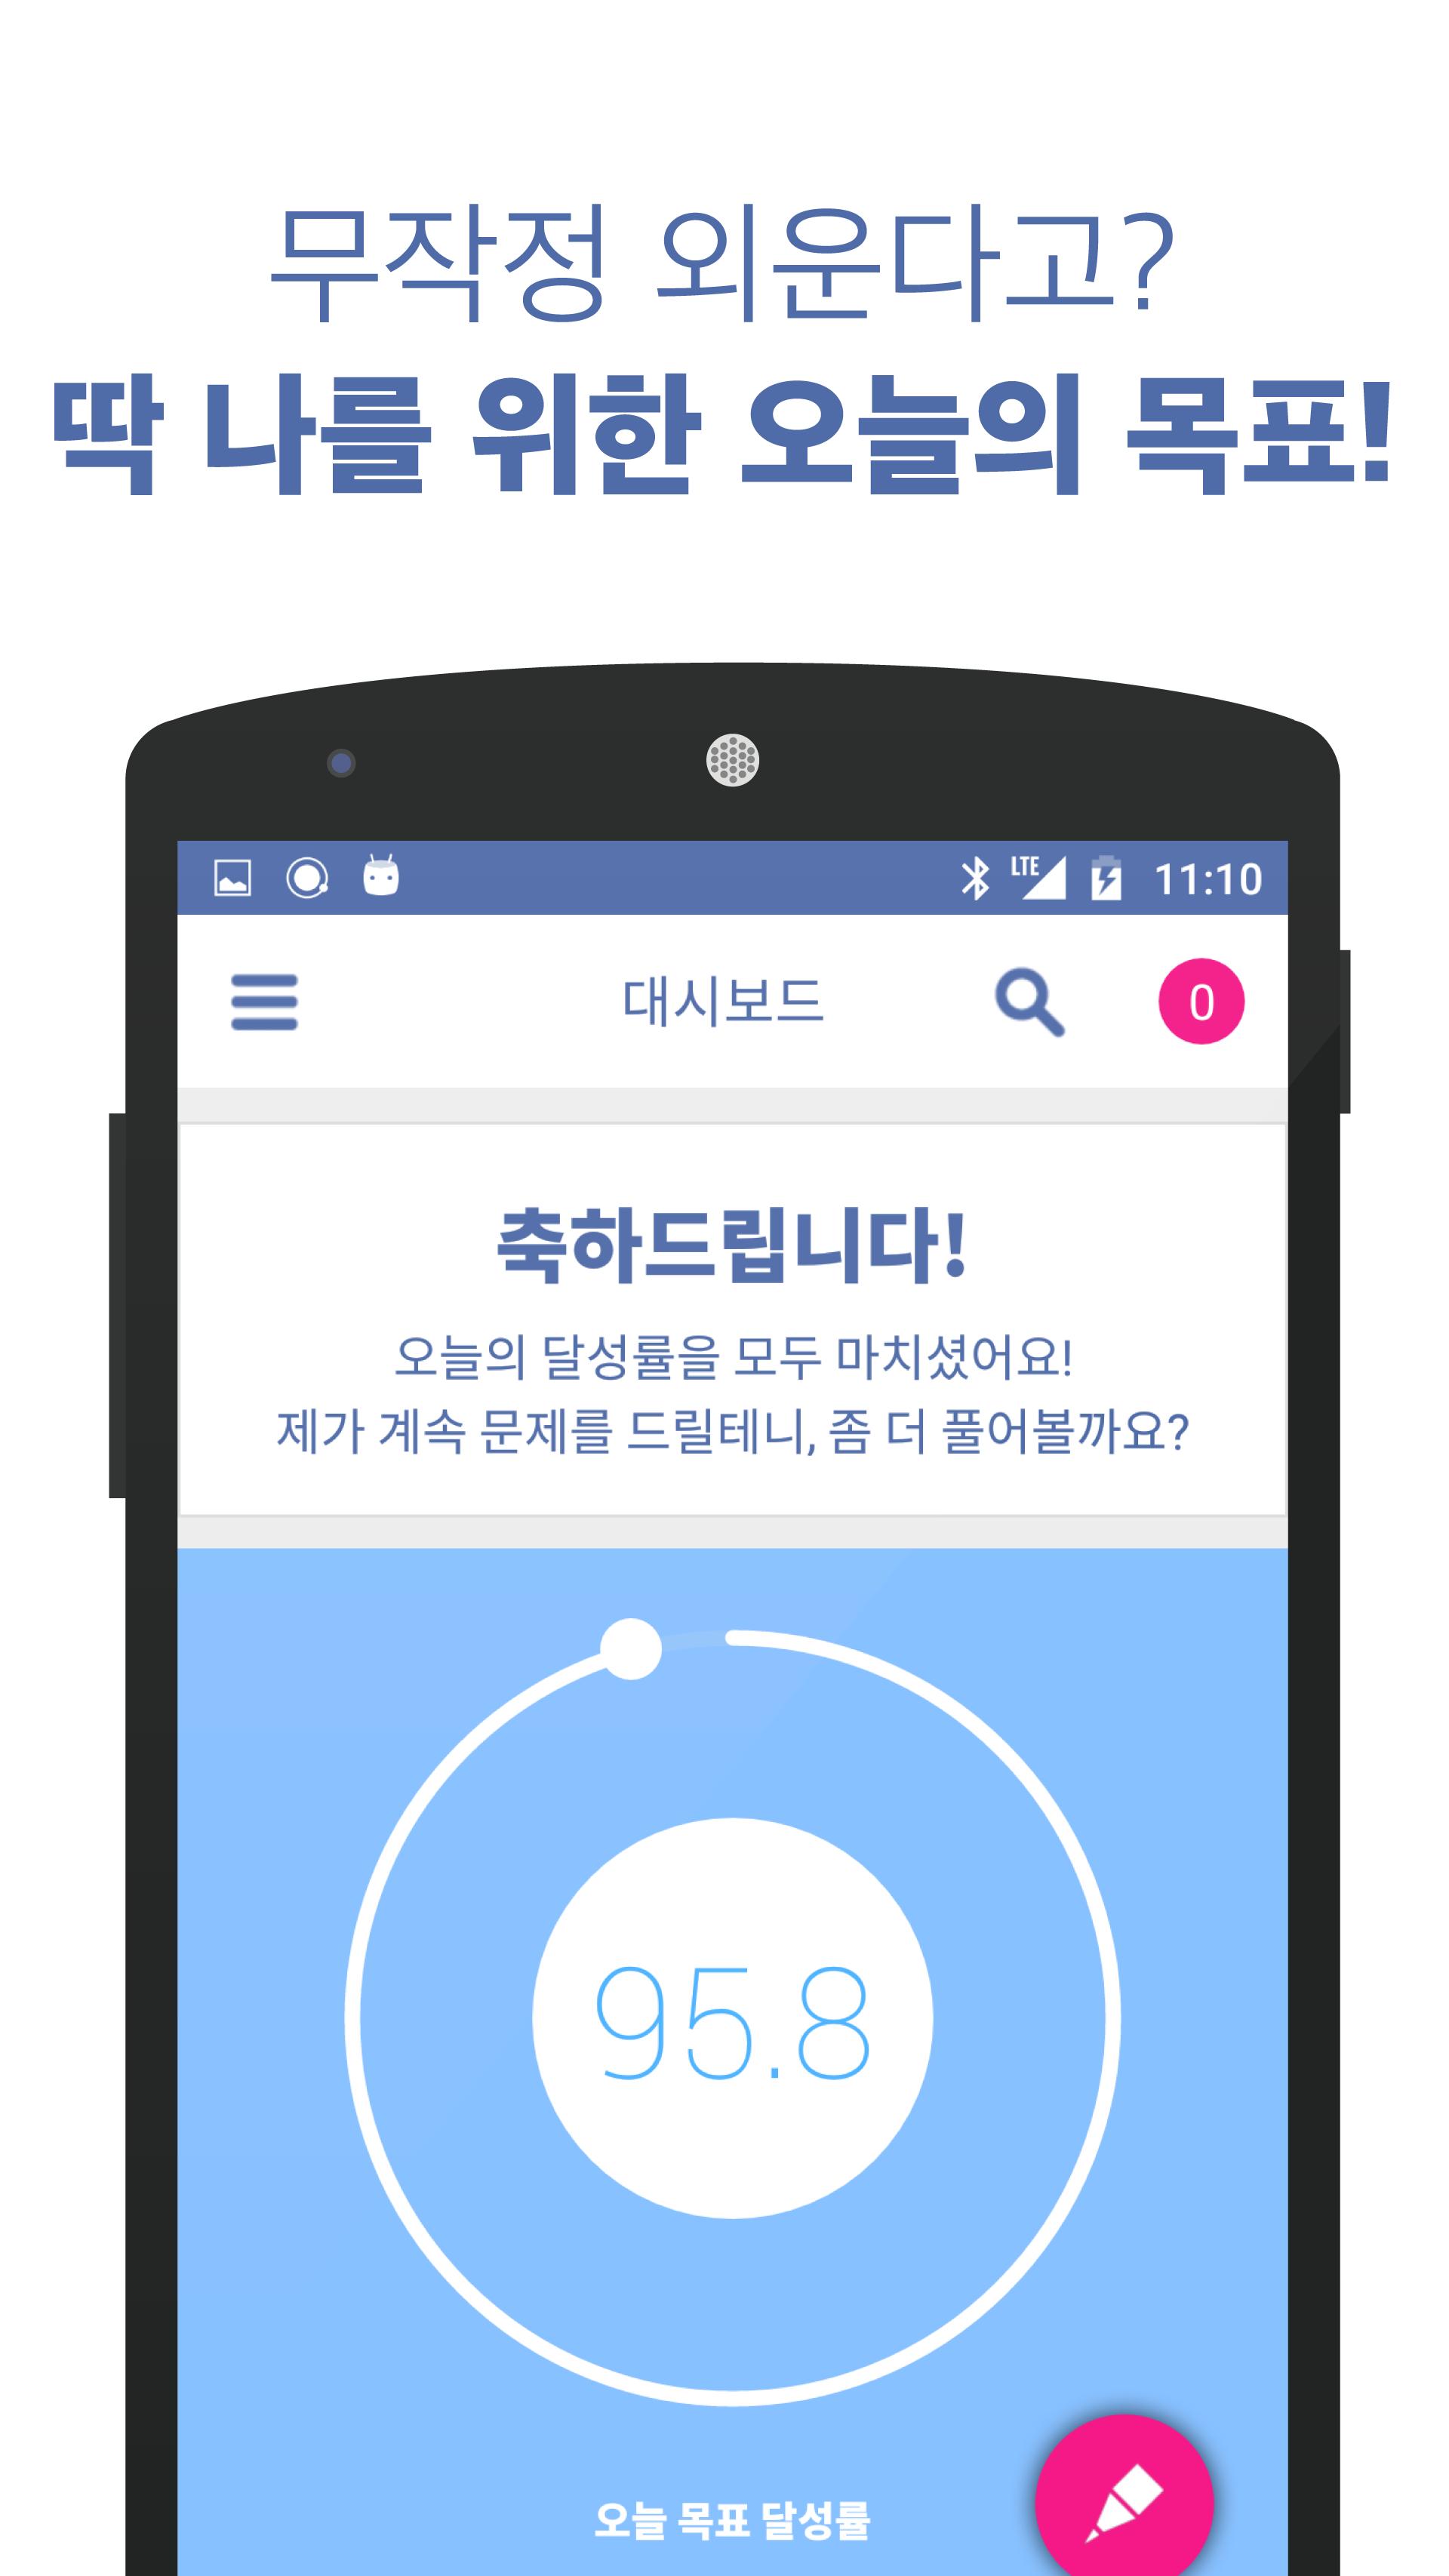 무작정 외운다고?
딱 나를 위한 오늘의 목표!
LTE 11:10
대시보드
0
축하드립니다!
오늘의 달성률을 모두 마치셨어요!
제가 계속 문제를 드릴테니, 좀 더 풀어볼까요?
95.8
오늘 목표 달성률